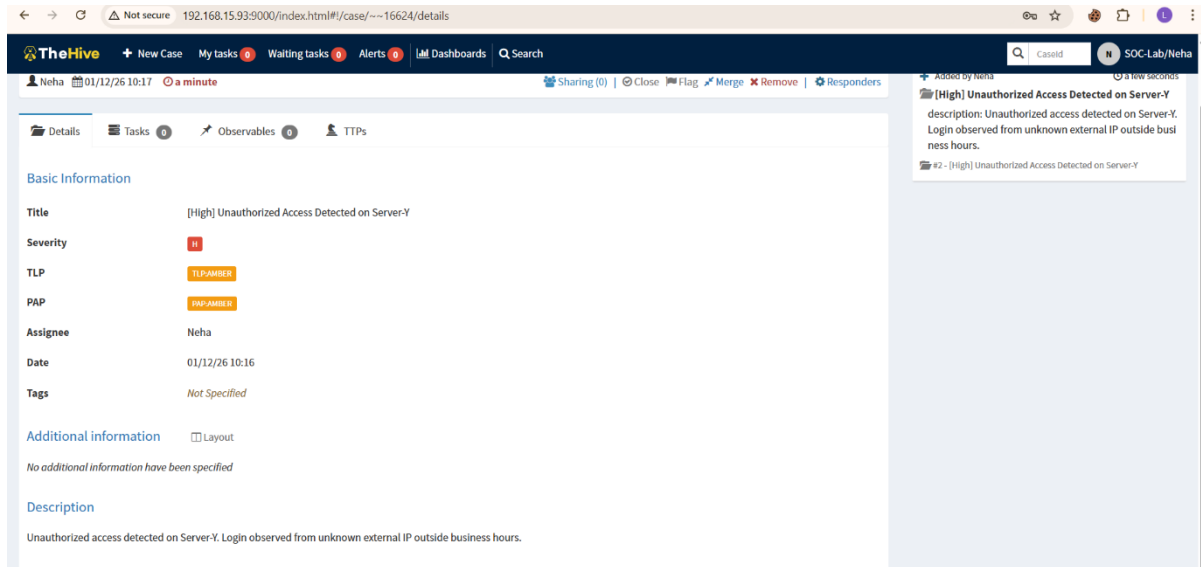 Not secure 192.168.15.93:9000/index.html#!/case/~~16624/details
L
TheHive + New Case My tasks 0 Waiting tasks 0 Alerts 0 Dashboards Search CaseId N SOC-Lab/Neha
Neha 01/12/26 10:17 a minute Sharing (0) | Close Flag Merge Remove | Responders
Details Tasks 0 Observables 0 TTPs
Basic Information
Title [High] Unauthorized Access Detected on Server-Y
Severity H
TLP TLP:AMBER
PAP PAP:AMBER
Assignee Neha
Date 01/12/26 10:16
Tags Not Specified
Additional information Layout
No additional information have been specified
Description
Unauthorized access detected on Server-Y. Login observed from unknown external IP outside business hours.
+ Added by Neha a few seconds
[High] Unauthorized Access Detected on Server-Y
description: Unauthorized access detected on Server-Y.
Login observed from unknown external IP outside busi
ness hours.
#2 - [High] Unauthorized Access Detected on Server-Y